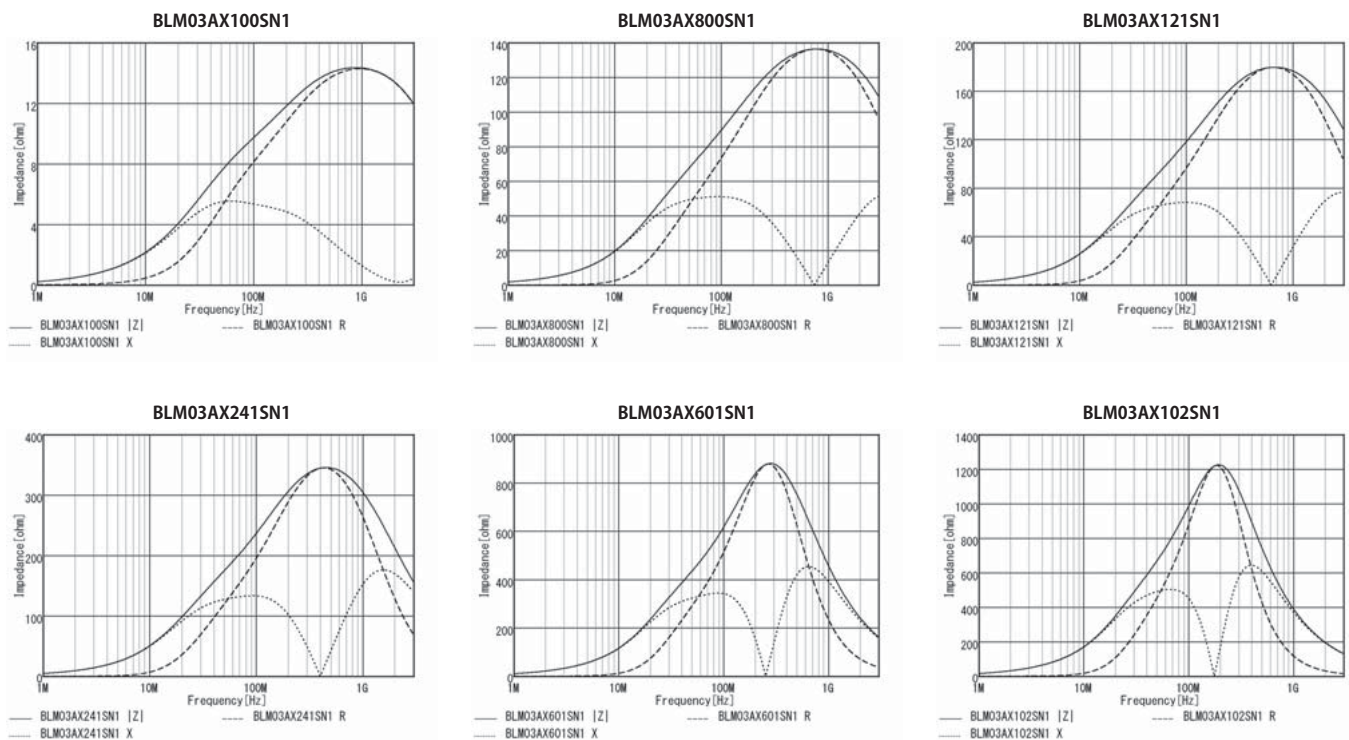 BLM03AX100SN1
16
12
8
4
0
Impedance[ohm]
1M 10M 100M 1G
Frequency[Hz]
BLM03AX100SN1 |Z| BLM03AX100SN1 R
BLM03AX100SN1 X
BLM03AX800SN1
140
120
100
80
60
40
20
0
Impedance[ohm]
1M 10M 100M 1G
Frequency[Hz]
BLM03AX800SN1 |Z| BLM03AX800SN1 R
BLM03AX800SN1 X
BLM03AX121SN1
200
160
120
80
40
0
Impedance[ohm]
1M 10M 100M 1G
Frequency[Hz]
BLM03AX121SN1 |Z| BLM03AX121SN1 R
BLM03AX121SN1 X
BLM03AX241SN1
400
300
200
100
0
Impedance[ohm]
1M 10M 100M 1G
Frequency[Hz]
BLM03AX241SN1 |Z| BLM03AX241SN1 R
BLM03AX241SN1 X
BLM03AX601SN1
1000
800
600
400
200
0
Impedance[ohm]
1M 10M 100M 1G
Frequency[Hz]
BLM03AX601SN1 |Z| BLM03AX601SN1 R
BLM03AX601SN1 X
BLM03AX102SN1
1400
1200
1000
800
600
400
200
0
Impedance[ohm]
1M 10M 100M 1G
Frequency[Hz]
BLM03AX102SN1 |Z| BLM03AX102SN1 R
BLM03AX102SN1 X